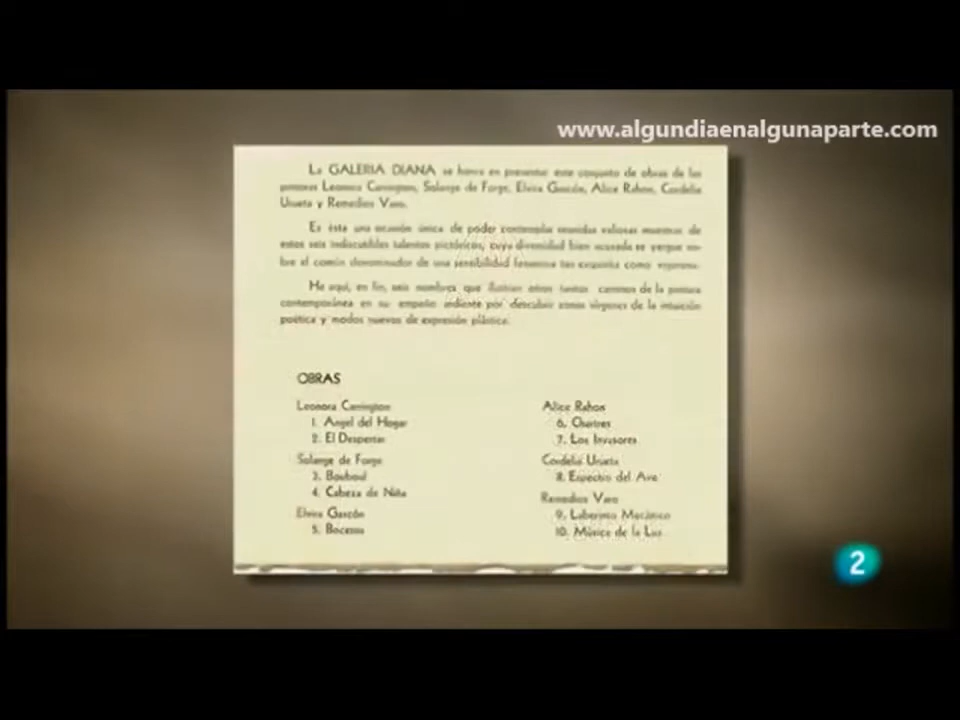 www.algundiaenalgunaparte.com
La GALERIA DIANA se honra en presentar este conjunto de obras de las
pintoras Leonora Carrington, Solange de Forge, Elvira Gascón, Alice Rahon, Cordelia
Urueta y Remedios Varo.
Es ésta una ocasión única de poder contemplar reunidas valiosas muestras de
estos seis indiscutibles talentos pictóricos, cuya diversidad bien acusada se yergue so-
bre el común denominador de una sensibilidad femenina tan exquisita como vigorosa.
He aquí, en fin, seis nombres que ilustran otros tantos caminos de la pintura
contemporánea en su empeño ardiente por descubrir zonas vírgenes de la intuición
poética y modos nuevos de expresión plástica.
OBRAS
Leonora Carrington
1. Angel del Hogar
2. El Despertar
Solange de Forge
3. Bouboul
4. Cabeza de Niña
Elvira Gascón
5. Bacanta
Alice Rahon
6. Chartres
7. Los Invasores
Cordelia Urueta
8. Espectro del Ave
Remedios Varo
9. Laberinto Mecánico
10. Música de la Luz
2